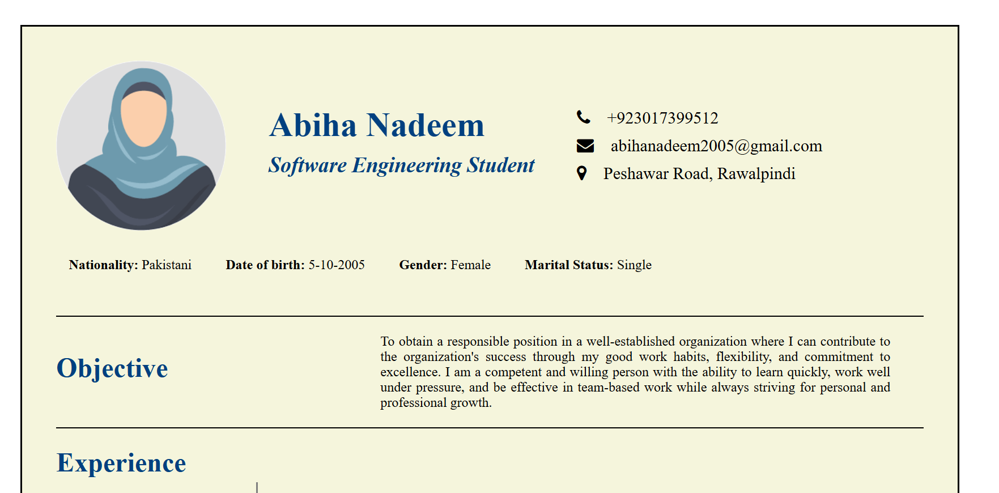 Abiha Nadeem
Software Engineering Student
+923017399512
abihanadeem2005@gmail.com
Peshawar Road, Rawalpindi
Nationality: Pakistani Date of birth: 5-10-2005 Gender: Female Marital Status: Single
Objective
To obtain a responsible position in a well-established organization where I can contribute to
the organization's success through my good work habits, flexibility, and commitment to
excellence. I am a competent and willing person with the ability to learn quickly, work well
under pressure, and be effective in team-based work while always striving for personal and
professional growth.
Experience